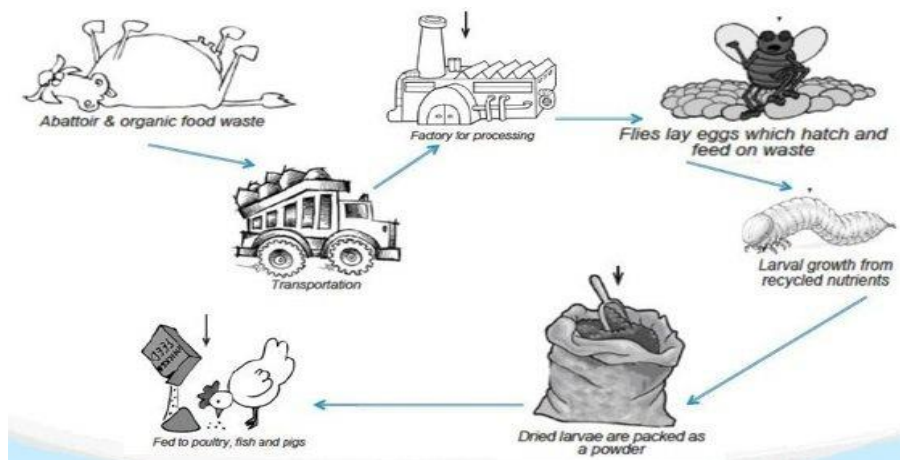 Abattoir & organic food waste
Factory for processing
Flies lay eggs which hatch and
feed on waste
Transportation
Larval growth from
recycled nutrients
FEED
Dried larvae are packed as
a powder
Fed to poultry, fish and pigs